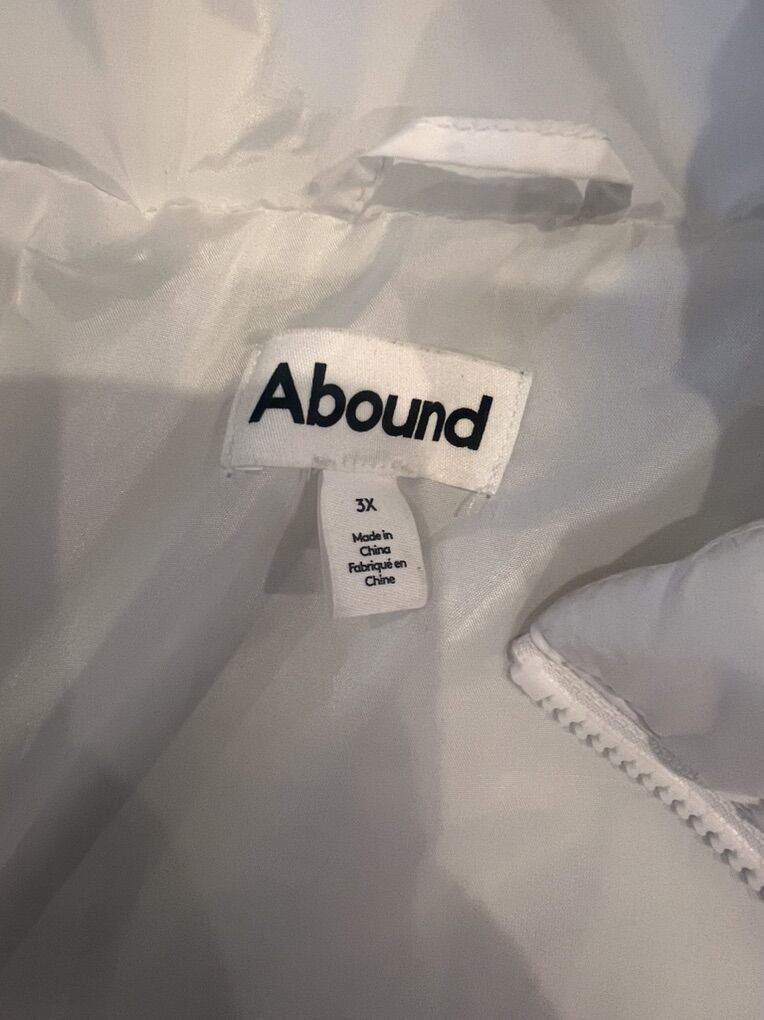 Abound
3X
Made in
China
Fabriqué en
Chine